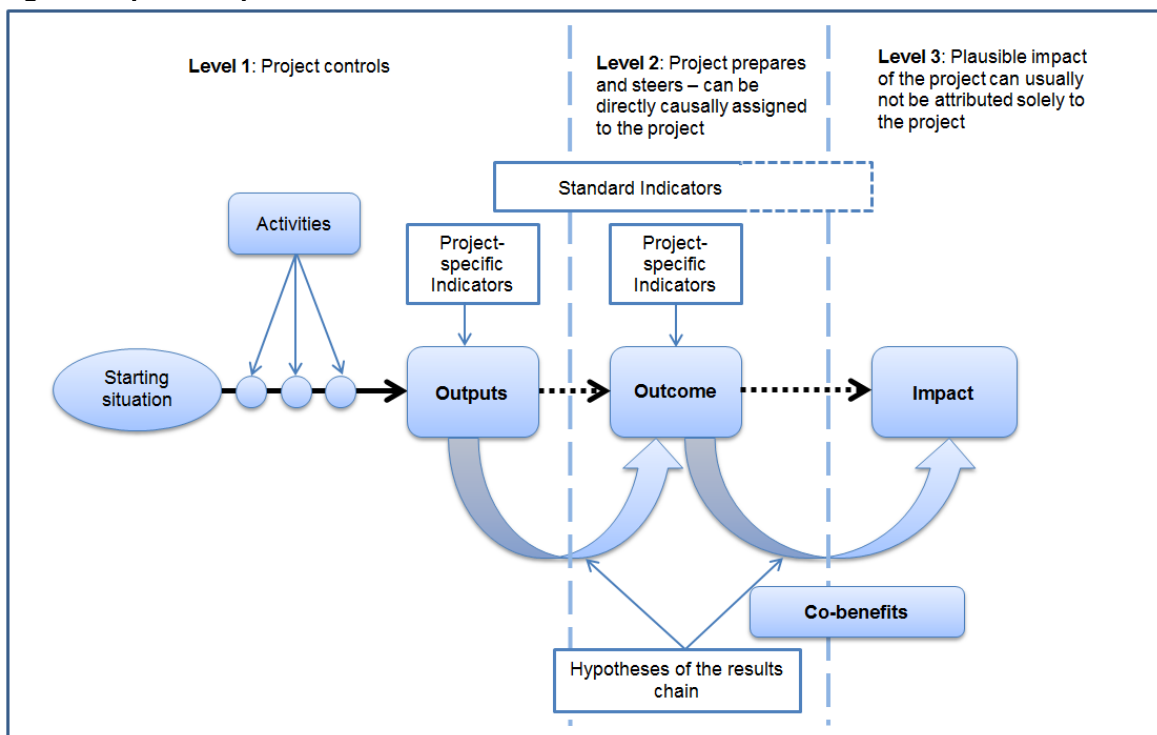 Level 1: Project controls
Level 2: Project prepares
and steers – can be
directly causally assigned
to the project
Level 3: Plausible impact
of the project can usually
not be attributed solely to
the project
Standard Indicators
Activities
Project-
specific
Indicators
Project-
specific
Indicators
Starting
situation
Outputs
Outcome
Impact
Co-benefits
Hypotheses of the results
chain